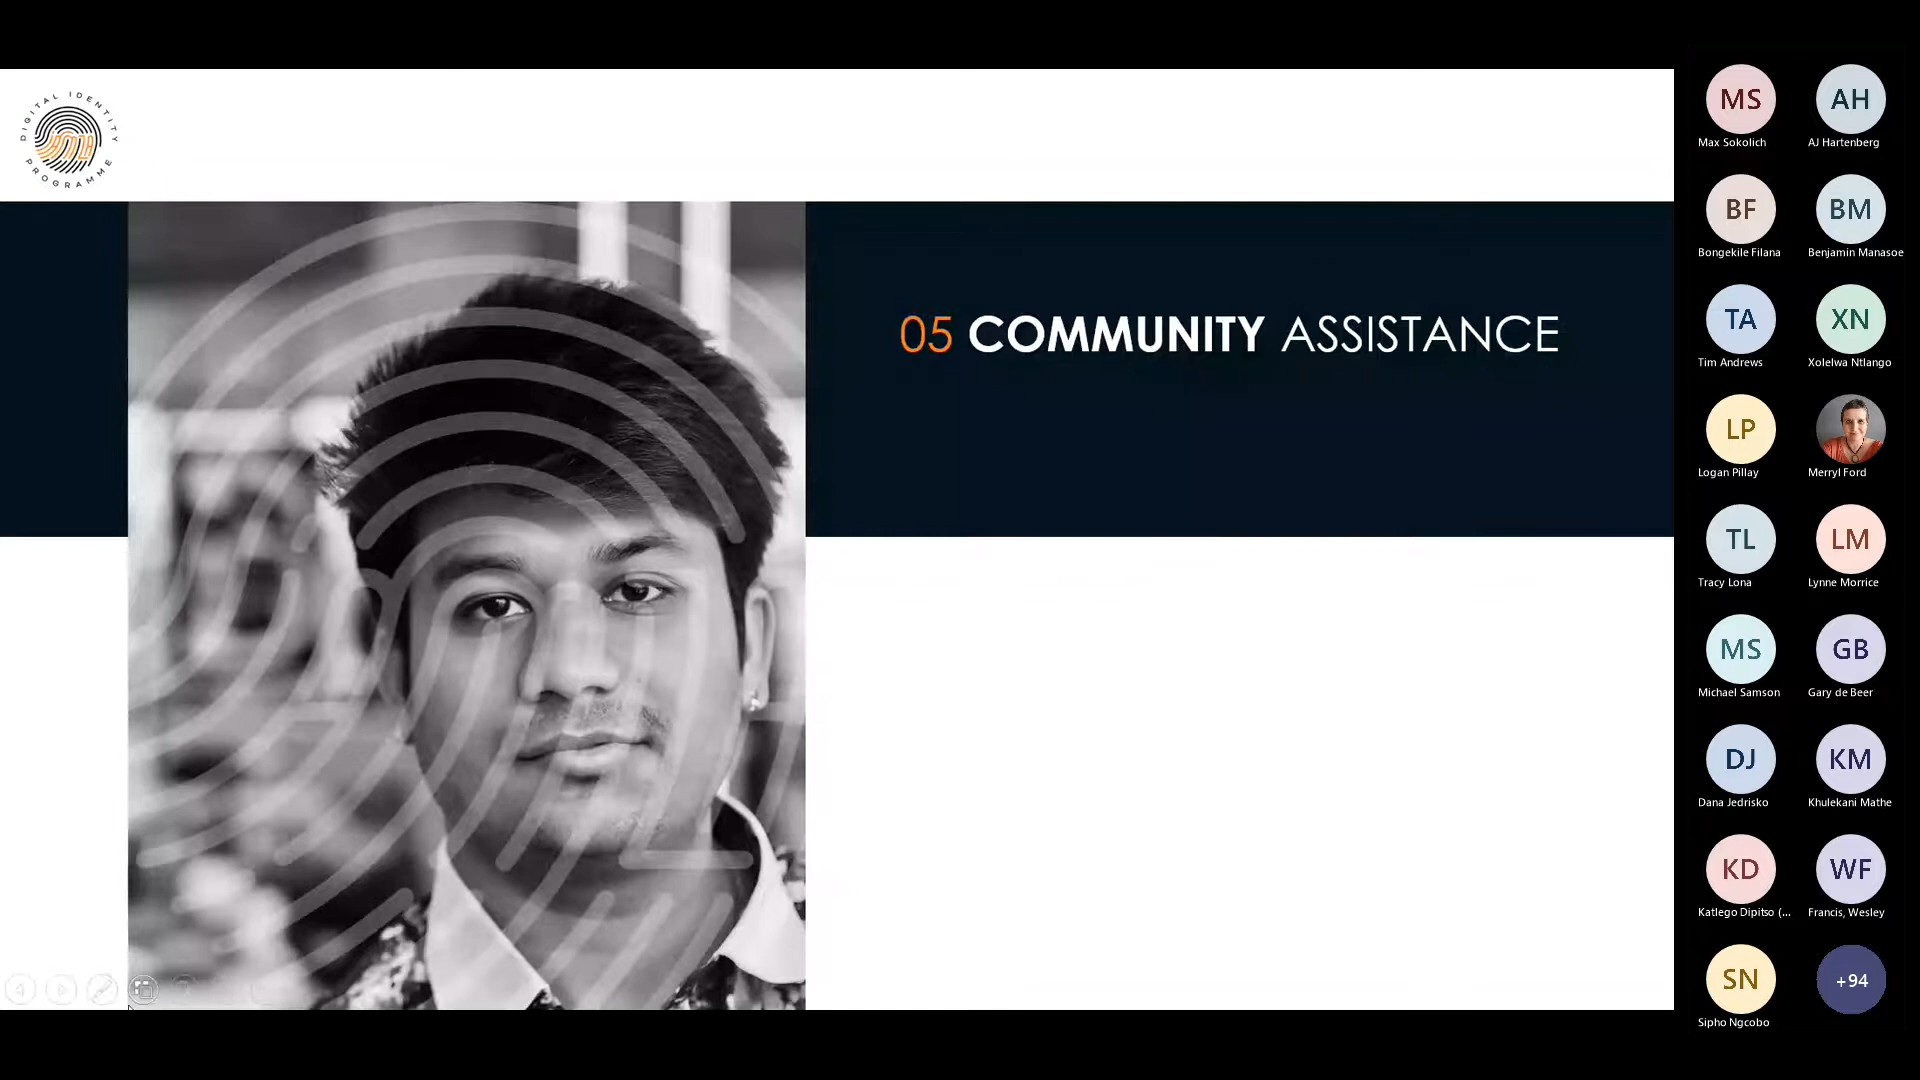 DIGITAL IDENTITY
PROGRAMME
05 COMMUNITY ASSISTANCE
MS
AH
Max Sokolich
AJ Hartenberg
BF
BM
Bongekile Filana
Benjamin Manasoe
TA
XN
Tim Andrews
Xolelwa Ntlango
LP
Logan Pillay
Merryl Ford
TL
LM
Tracy Lona
Lynne Morrice
MS
GB
Michael Samson
Gary de Beer
DJ
KM
Dana Jedrisko
Khulekani Mathe
KD
WF
Katlego Dipitso (...
Francis, Wesley
SN
+94
Sipho Ngcobo